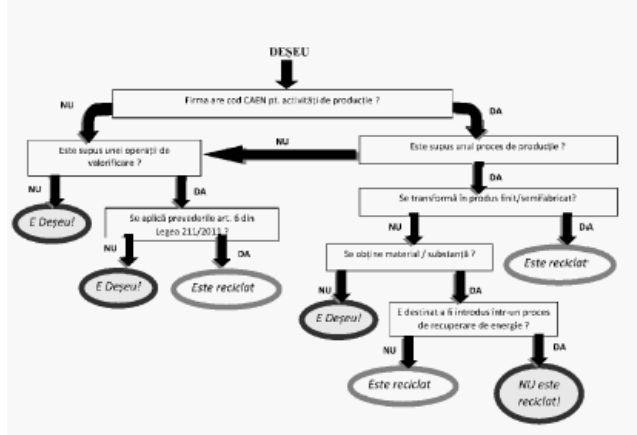 DEȘEU
Firma are cod CAEN pt. activități de producție ?
NU
DA
Este supus unei operații de
valorificare ?
NU
Este supus unui proces de producție ?
NU
DA
DA
Se transformă în produs finit/semifabricat?
E Deșeu!
Se aplică prevederile art. 6 din
Legea 211/2011 ?
NU
DA
NU
DA
Se obține material / substanță ?
Este reciclat
E Deșeu!
Este reciclat
NU
DA
E Deșeu!
E destinat a fi introdus într-un proces
de recuperare de energie ?
NU
DA
Este reciclat
NU este
reciclat!